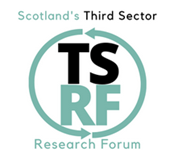 Scotland's Third Sector
TS
RF
Research Forum